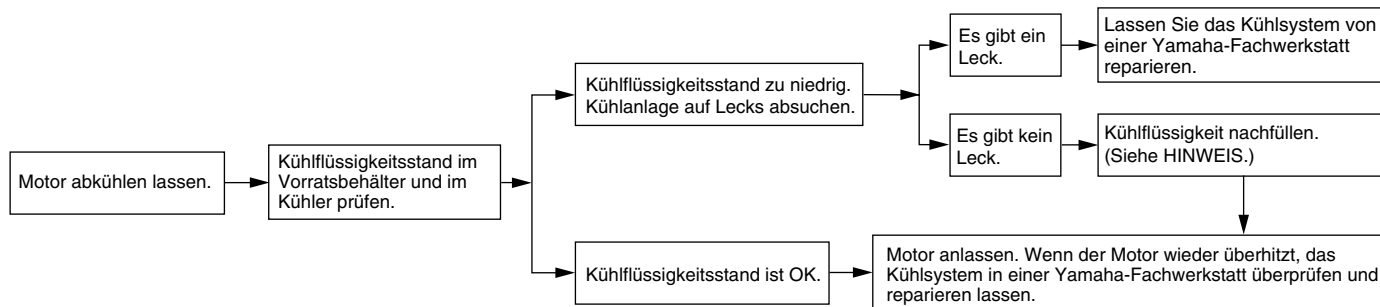 Motor abkühlen lassen.
Kühlflüssigkeitsstand im
Vorratsbehälter und im
Kühler prüfen.
Kühlflüssigkeitsstand zu niedrig.
Kühlanlage auf Lecks absuchen.
Es gibt ein
Leck.
Lassen Sie das Kühlsystem von
einer Yamaha-Fachwerkstatt
reparieren.
Es gibt kein
Leck.
Kühlflüssigkeit nachfüllen.
(Siehe HINWEIS.)
Kühlflüssigkeitsstand ist OK.
Motor anlassen. Wenn der Motor wieder überhitzt, das
Kühlsystem in einer Yamaha-Fachwerkstatt überprüfen und
reparieren lassen.